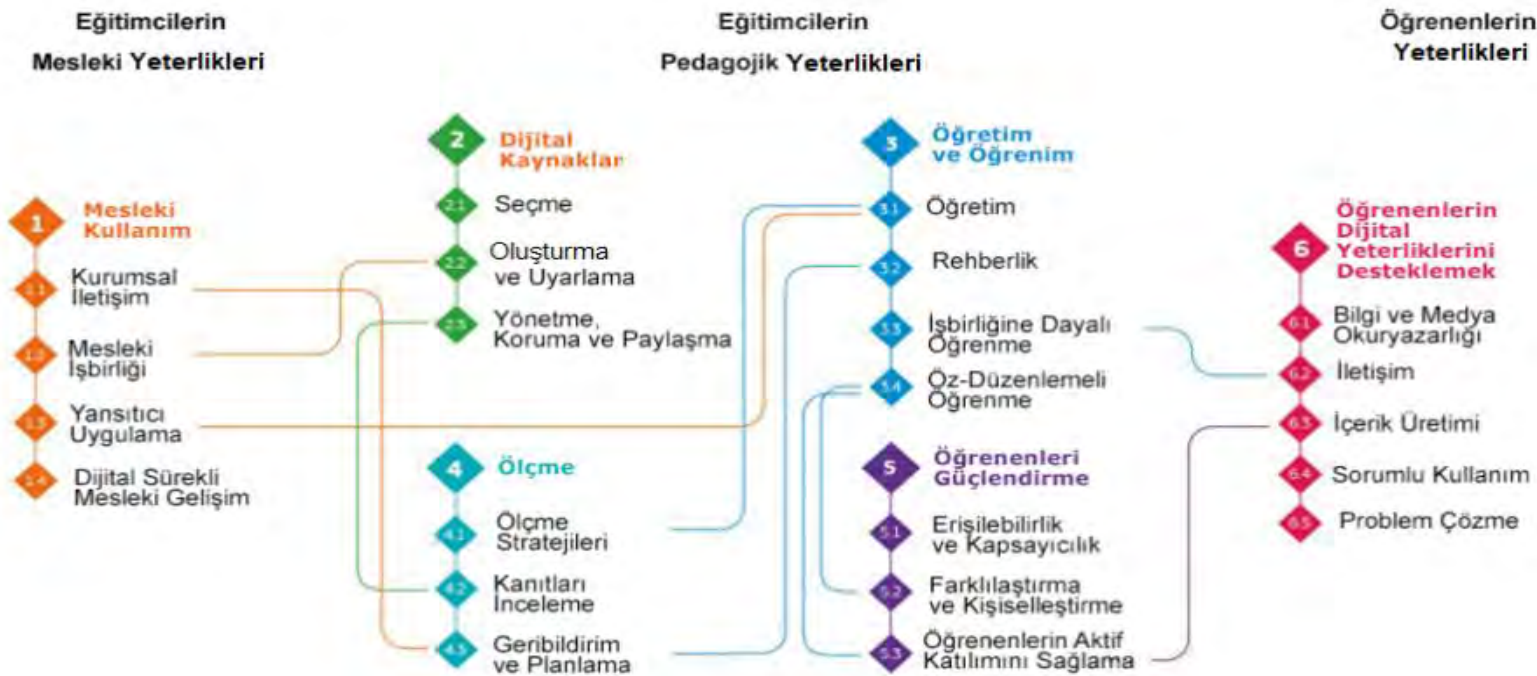 Eğitimcilerin
Mesleki Yeterlikleri
Eğitimcilerin
Pedagojik Yeterlikleri
Öğrenenlerin
Yeterlikleri
1
Mesleki
Kullanım
1.1
Kurumsal
İletişim
1.2
Mesleki
İşbirliği
1.3
Yansıtıcı
Uygulama
1.4
Dijital Sürekli
Mesleki Gelişim
2
Dijital
Kaynaklar
2.1
Seçme
2.2
Oluşturma
ve Uyarlama
2.3
Yönetme,
Koruma ve Paylaşma
3
Öğretim
ve Öğrenim
3.1
Öğretim
3.2
Rehberlik
3.3
İşbirliğine Dayalı
Öğrenme
3.4
Öz-Düzenlemeli
Öğrenme
4
Ölçme
4.1
Ölçme
Stratejileri
4.2
Kanıtları
İnceleme
4.3
Geribildirim
ve Planlama
5
Öğrenenleri
Güçlendirme
5.1
Erişilebilirlik
ve Kapsayıcılık
5.2
Farklılaştırma
ve Kişiselleştirme
5.3
Öğrenenlerin Aktif
Katılımını Sağlama
6
Öğrenenlerin
Dijital
Yeterliklerini
Desteklemek
6.1
Bilgi ve Medya
Okuryazarlığı
6.2
İletişim
6.3
İçerik Üretimi
6.4
Sorumlu Kullanım
6.5
Problem Çözme